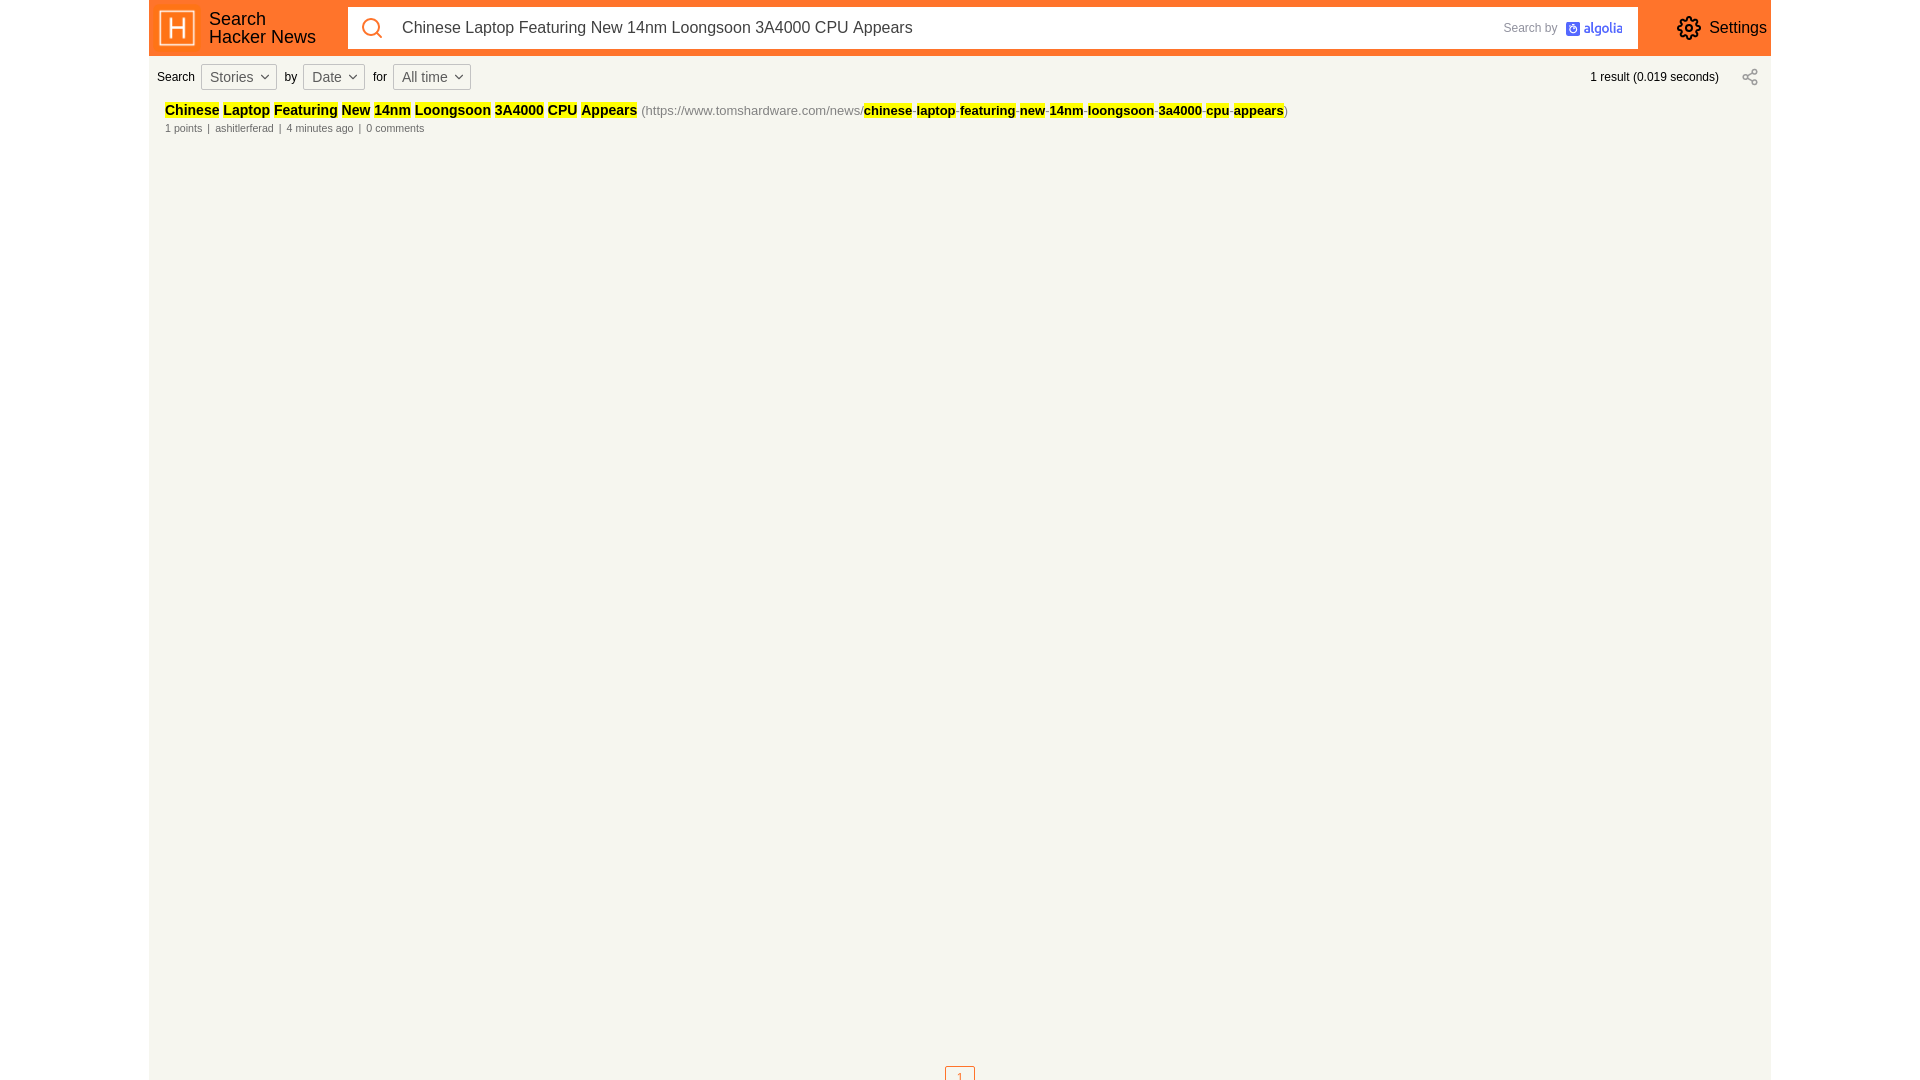 Search
Hacker News
Chinese Laptop Featuring New 14nm Loongsoon 3A4000 CPU Appears
Search by algolia
Settings
Search Stories by Date for All time
1 result (0.019 seconds)
Chinese Laptop Featuring New 14nm Loongsoon 3A4000 CPU Appears (https://www.tomshardware.com/news/chinese-laptop-featuring-new-14nm-loongsoon-3a4000-cpu-appears)
1 points | ashitlerferad | 4 minutes ago | 0 comments
1